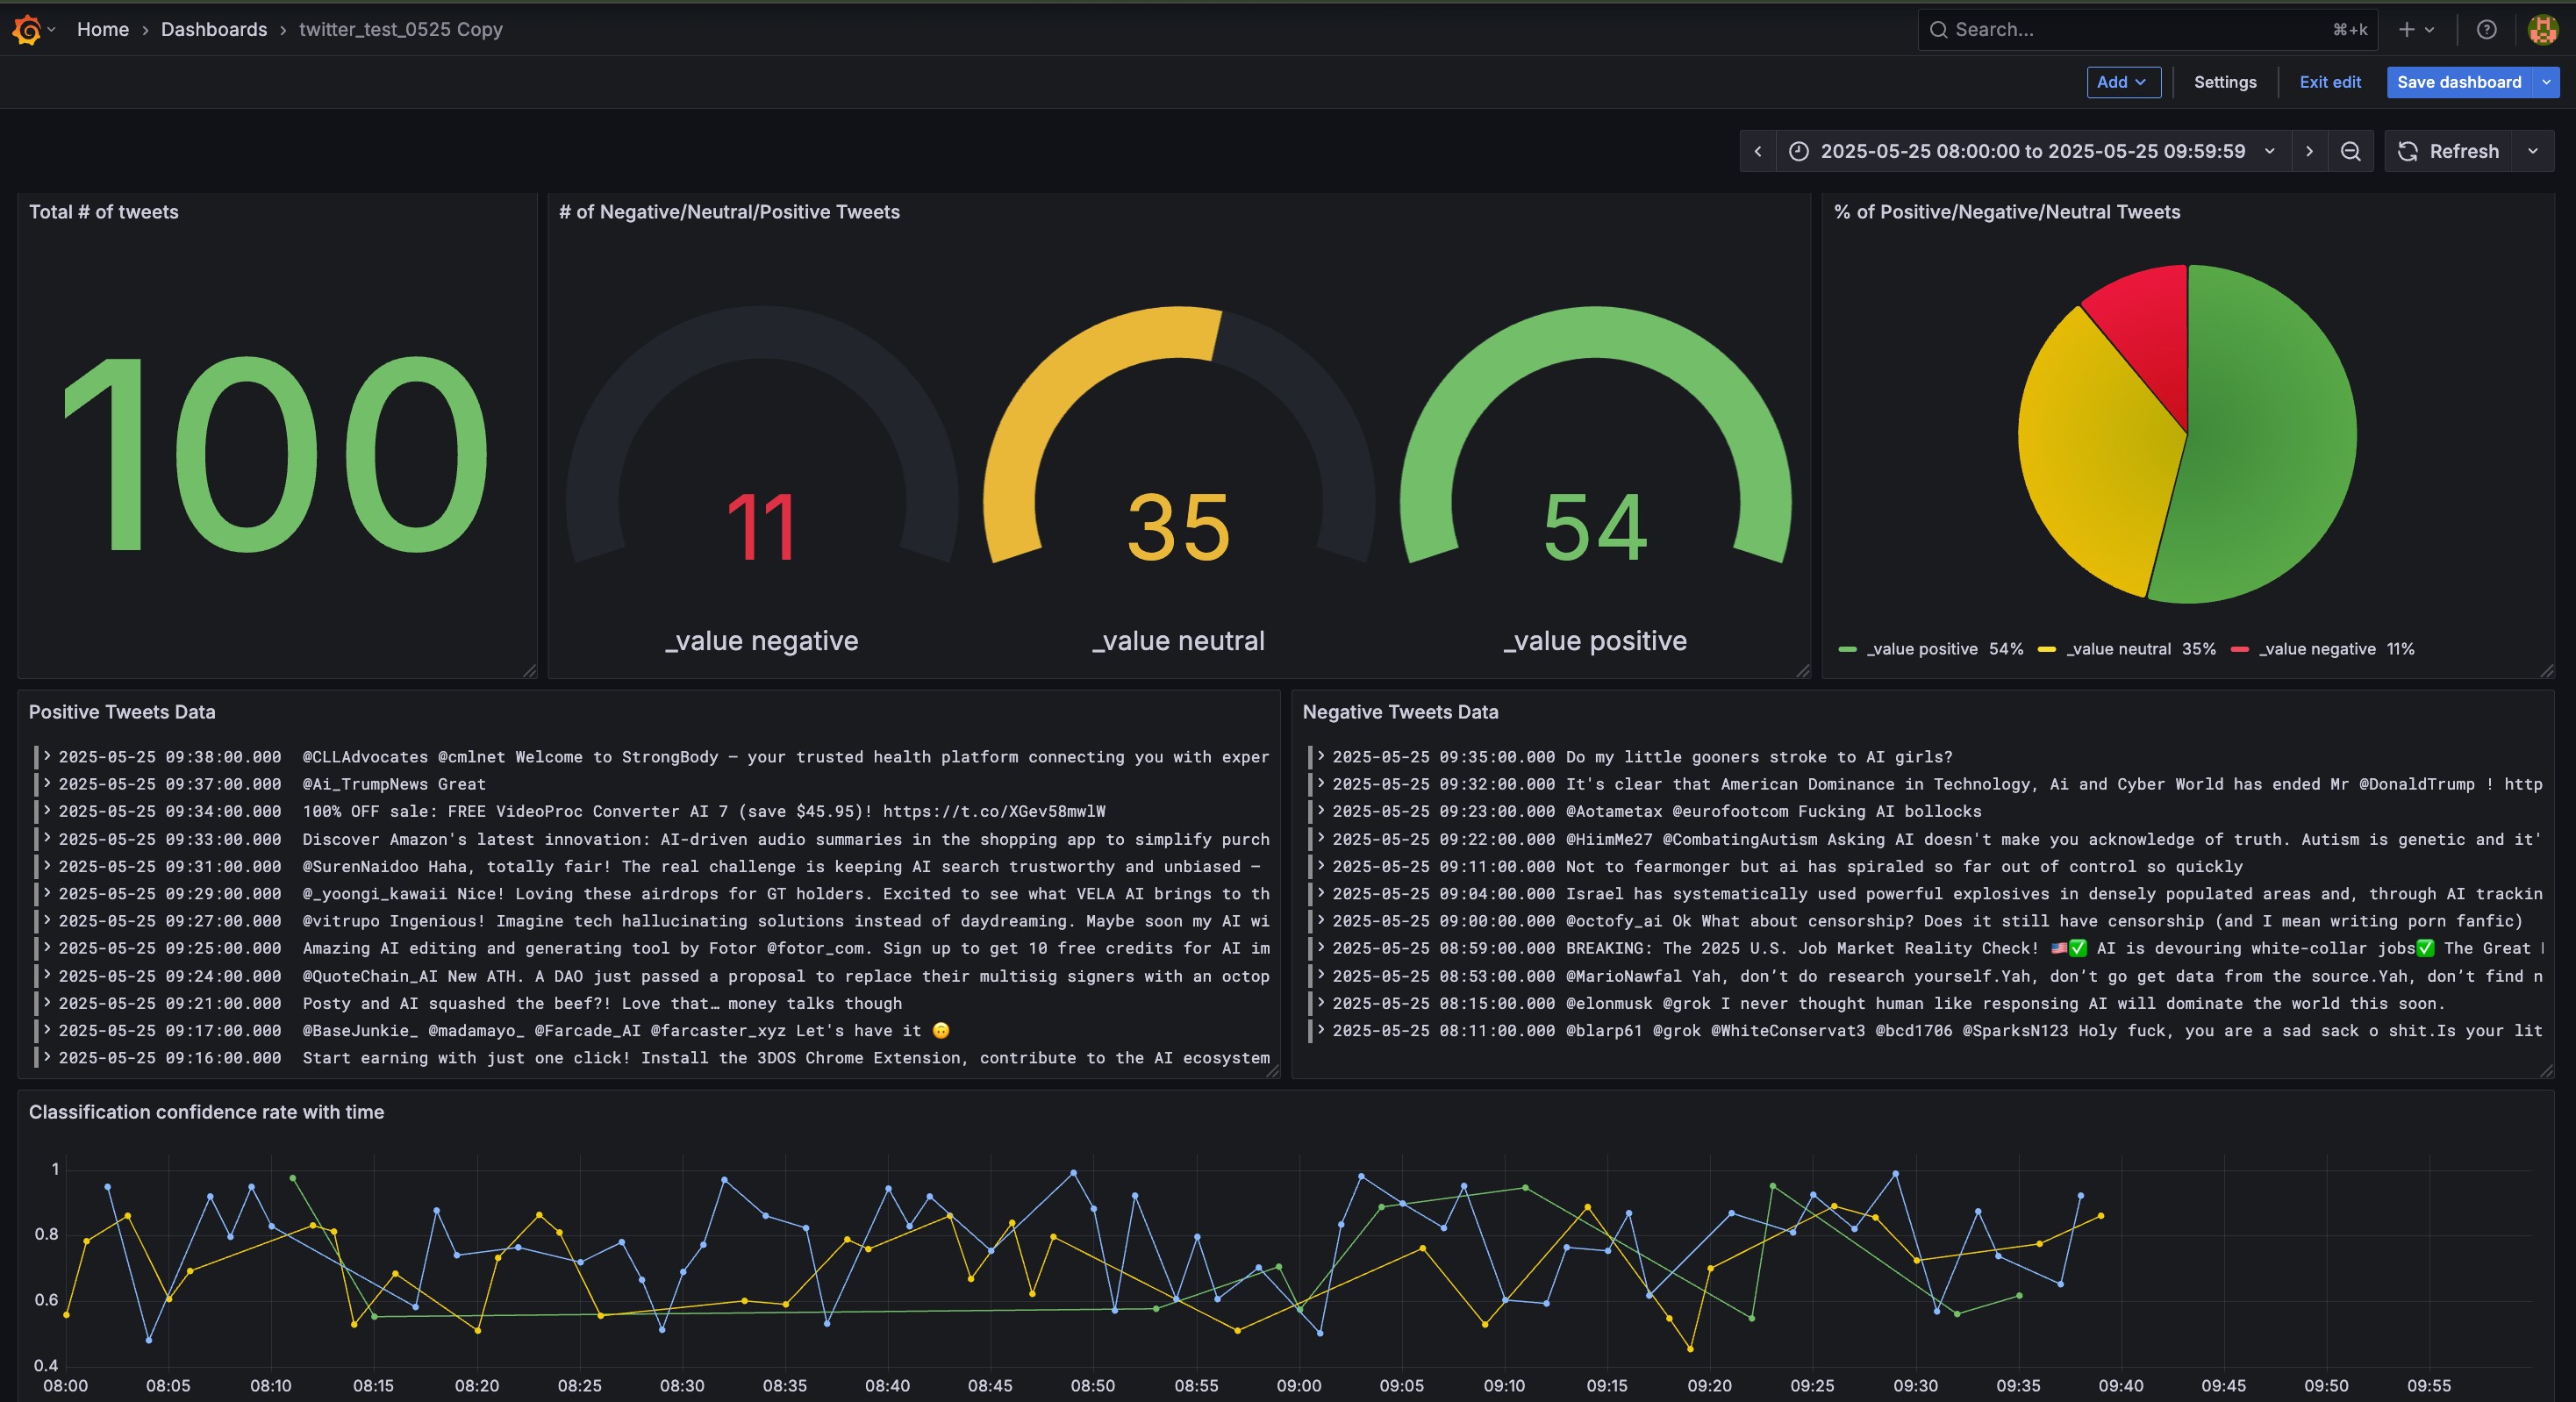 Home › Dashboards › twitter_test_0525 Copy
Search...
⌘+k
Add
Settings
Exit edit
Save dashboard
2025-05-25 08:00:00 to 2025-05-25 09:59:59
Refresh
Total # of tweets
100
# of Negative/Neutral/Positive Tweets
11
35
54
_value negative
_value neutral
_value positive
% of Positive/Negative/Neutral Tweets
_value positive 54%
_value neutral 35%
_value negative 11%
Positive Tweets Data
2025-05-25 09:38:00.000 @CLLAdvocates @cmlnet Welcome to StrongBody – your trusted health platform connecting you with exper
2025-05-25 09:37:00.000 @Ai_TrumpNews Great
2025-05-25 09:34:00.000 100% OFF sale: FREE VideoProc Converter AI 7 (save $45.95)! https://t.co/XGev58mwlW
2025-05-25 09:33:00.000 Discover Amazon's latest innovation: AI-driven audio summaries in the shopping app to simplify purch
2025-05-25 09:31:00.000 @SurenNaidoo Haha, totally fair! The real challenge is keeping AI search trustworthy and unbiased –
2025-05-25 09:29:00.000 @_yoongi_kawaii Nice! Loving these airdrops for GT holders. Excited to see what VELA AI brings to th
2025-05-25 09:27:00.000 @vitrupo Ingenious! Imagine tech hallucinating solutions instead of daydreaming. Maybe soon my AI wi
2025-05-25 09:25:00.000 Amazing AI editing and generating tool by Fotor @fotor_com. Sign up to get 10 free credits for AI im
2025-05-25 09:24:00.000 @QuoteChain_AI New ATH. A DAO just passed a proposal to replace their multisig signers with an octop
2025-05-25 09:21:00.000 Posty and AI squashed the beef?! Love that… money talks though
2025-05-25 09:17:00.000 @BaseJunkie_ @madamayo_ @Farcade_AI @farcaster_xyz Let's have it 🙃
2025-05-25 09:16:00.000 Start earning with just one click! Install the 3DOS Chrome Extension, contribute to the AI ecosystem
Negative Tweets Data
2025-05-25 09:35:00.000 Do my little gooners stroke to AI girls?
2025-05-25 09:32:00.000 It's clear that American Dominance in Technology, Ai and Cyber World has ended Mr @DonaldTrump ! http
2025-05-25 09:23:00.000 @Aotametax @eurofootcom Fucking AI bollocks
2025-05-25 09:22:00.000 @HiimMe27 @CombatingAutism Asking AI doesn't make you acknowledge of truth. Autism is genetic and it'
2025-05-25 09:11:00.000 Not to fearmonger but ai has spiraled so far out of control so quickly
2025-05-25 09:04:00.000 Israel has systematically used powerful explosives in densely populated areas and, through AI trackin
2025-05-25 09:00:00.000 @octofy_ai Ok What about censorship? Does it still have censorship (and I mean writing porn fanfic)
2025-05-25 08:59:00.000 BREAKING: The 2025 U.S. Job Market Reality Check! 🇺🇸✅ AI is devouring white-collar jobs✅ The Great
2025-05-25 08:53:00.000 @MarioNawfal Yah, don’t do research yourself.Yah, don’t go get data from the source.Yah, don’t find n
2025-05-25 08:15:00.000 @elonmusk @grok I never thought human like responsing AI will dominate the world this soon.
2025-05-25 08:11:00.000 @blarp61 @grok @WhiteConservat3 @bcd1706 @SparksN123 Holy fuck, you are a sad sack o shit.Is your lit
Classification confidence rate with time
1
0.8
0.6
0.4
08:00 08:05 08:10 08:15 08:20 08:25 08:30 08:35 08:40 08:45 08:50 08:55 09:00 09:05 09:10 09:15 09:20 09:25 09:30 09:35 09:40 09:45 09:50 09:55